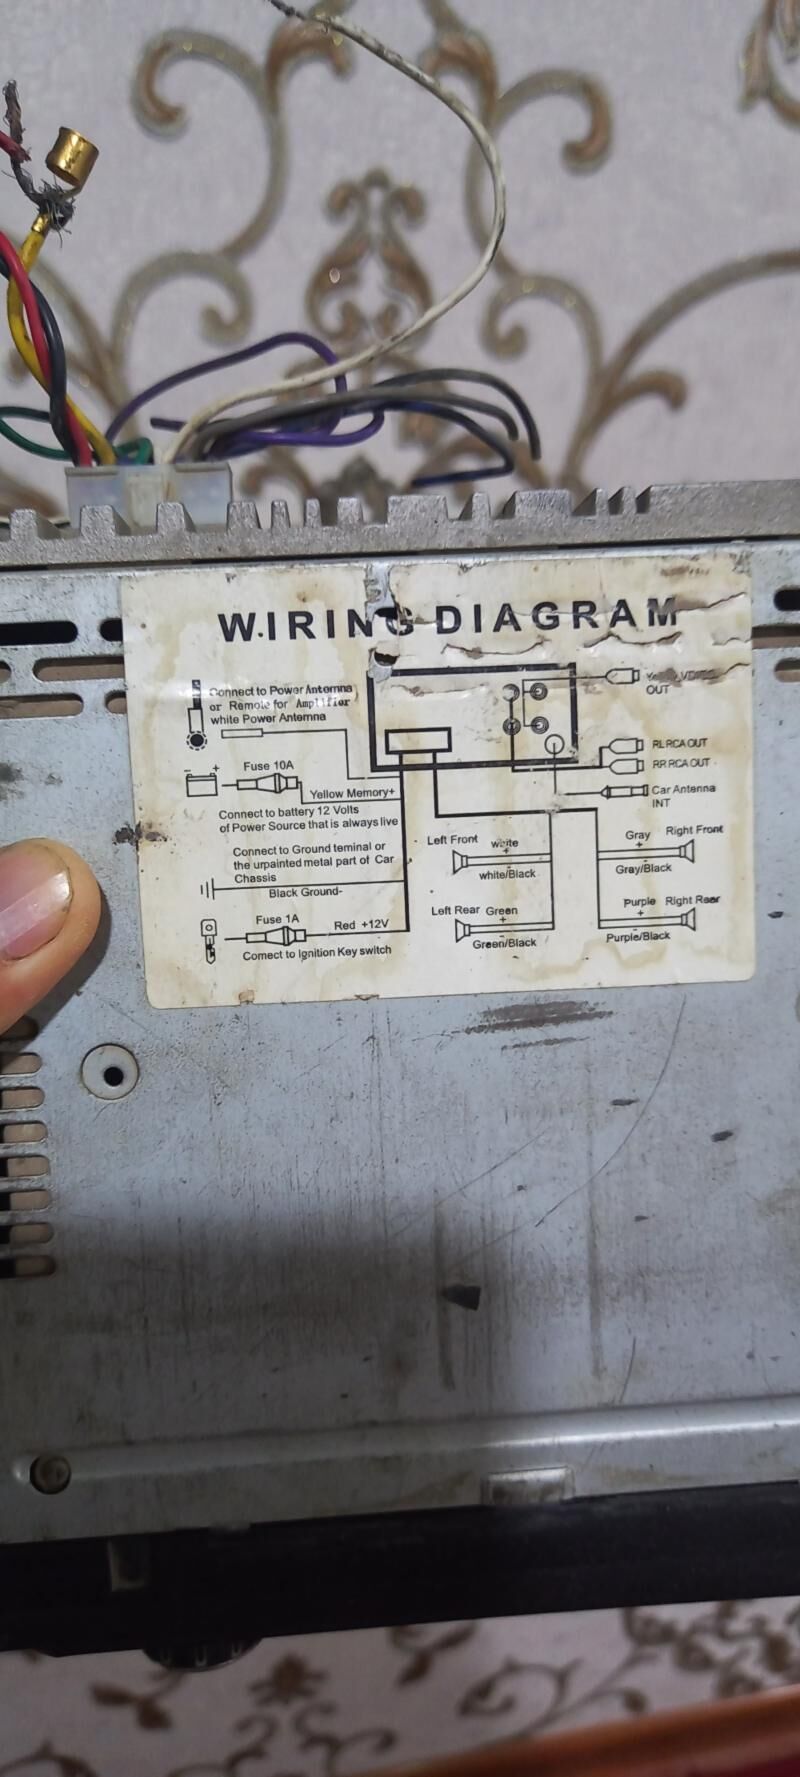 WIRING DIAGRAM
Connect to Power Antenna
or Remote for Amplifier
white Power Antenna
Fuse 10A
- +
Yellow Memory+
Connect to battery 12 Volts
of Power Source that is always live
Connect to Ground teminal or
the urpainted metal part of Car
Chassis
Black Ground-
Fuse 1A
Red +12V
Comect to Ignition Key switch
OUT
RL RCA OUT
RR RCA OUT
Car Antenna
INT
Left Front white
+
-
white/Black
Gray Right Front
+
-
Gray/Black
Left Rear Green
+
-
Green/Black
Purple Right Rear
+
-
Purple/Black